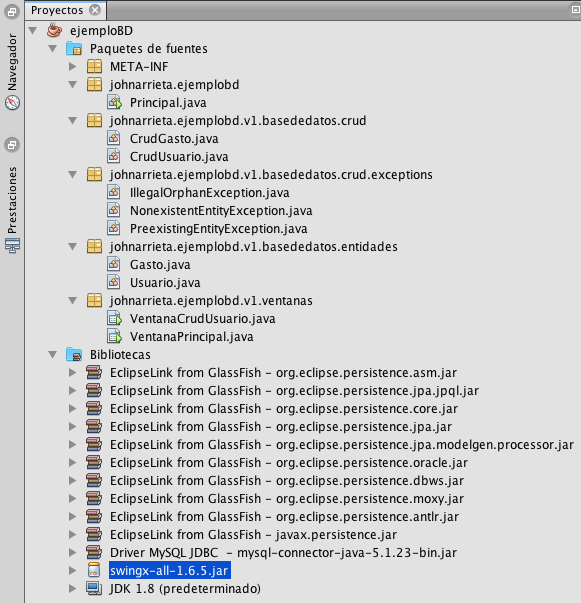 Proyectos
Navegador
Prestaciones
ejemploBD
Paquetes de fuentes
META-INF
johnarrieta.ejemplobd
Principal.java
johnarrieta.ejemplobd.v1.basededatos.crud
CrudGasto.java
CrudUsuario.java
johnarrieta.ejemplobd.v1.basededatos.crud.exceptions
IllegalOrphanException.java
NonexistentEntityException.java
PreexistingEntityException.java
johnarrieta.ejemplobd.v1.basededatos.entidades
Gasto.java
Usuario.java
johnarrieta.ejemplobd.v1.ventanas
VentanaCrudUsuario.java
VentanaPrincipal.java
Bibliotecas
EclipseLink from GlassFish - org.eclipse.persistence.asm.jar
EclipseLink from GlassFish - org.eclipse.persistence.jpa.jpql.jar
EclipseLink from GlassFish - org.eclipse.persistence.core.jar
EclipseLink from GlassFish - org.eclipse.persistence.jpa.jar
EclipseLink from GlassFish - org.eclipse.persistence.jpa.modelgen.processor.jar
EclipseLink from GlassFish - org.eclipse.persistence.oracle.jar
EclipseLink from GlassFish - org.eclipse.persistence.dbws.jar
EclipseLink from GlassFish - org.eclipse.persistence.moxy.jar
EclipseLink from GlassFish - org.eclipse.persistence.antlr.jar
EclipseLink from GlassFish - javax.persistence.jar
Driver MySQL JDBC - mysql-connector-java-5.1.23-bin.jar
swingx-all-1.6.5.jar
JDK 1.8 (predeterminado)